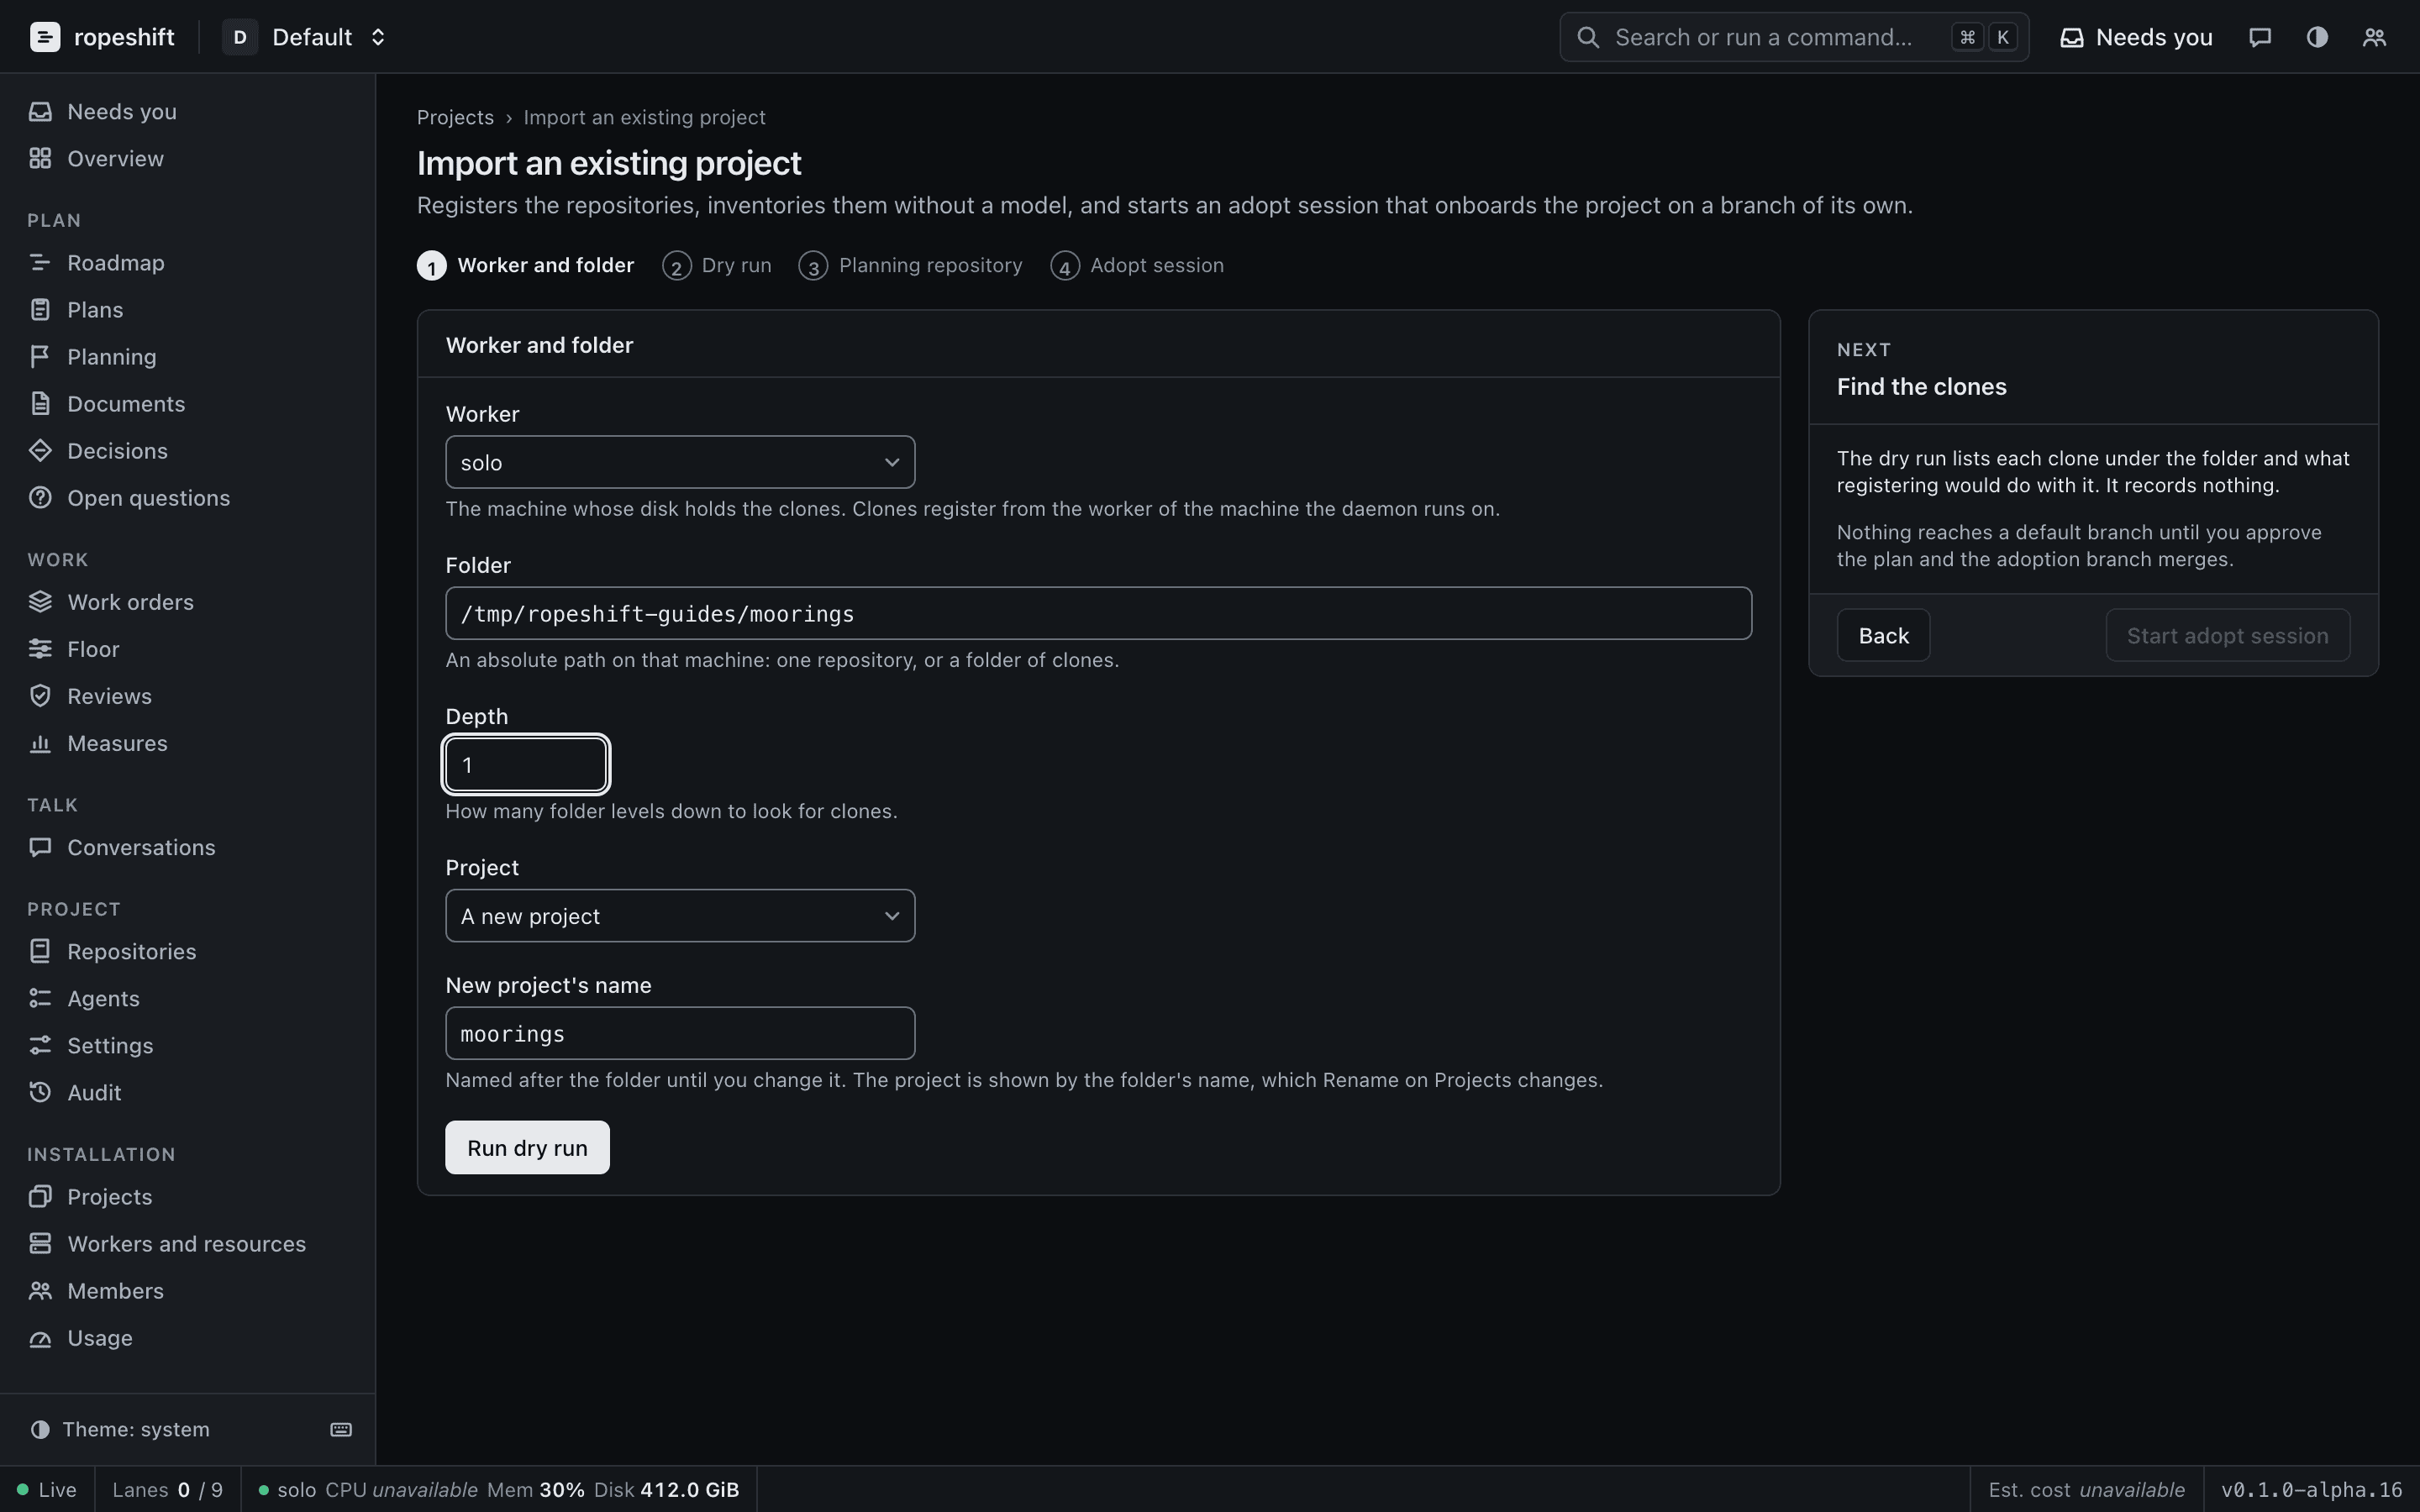 ropeshift
D Default
Search or run a command... ⌘ K
Needs you
Needs you
Overview
PLAN
Roadmap
Plans
Planning
Documents
Decisions
Open questions
WORK
Work orders
Floor
Reviews
Measures
TALK
Conversations
PROJECT
Repositories
Agents
Settings
Audit
INSTALLATION
Projects
Workers and resources
Members
Usage
Theme: system
Projects › Import an existing project
Import an existing project
Registers the repositories, inventories them without a model, and starts an adopt session that onboards the project on a branch of its own.
1 Worker and folder 2 Dry run 3 Planning repository 4 Adopt session
Worker and folder
Worker
solo
The machine whose disk holds the clones. Clones register from the worker of the machine the daemon runs on.
Folder
/tmp/ropeshift-guides/moorings
An absolute path on that machine: one repository, or a folder of clones.
Depth
1
How many folder levels down to look for clones.
Project
A new project
New project's name
moorings
Named after the folder until you change it. The project is shown by the folder's name, which Rename on Projects changes.
Run dry run
NEXT
Find the clones
The dry run lists each clone under the folder and what
registering would do with it. It records nothing.
Nothing reaches a default branch until you approve
the plan and the adoption branch merges.
Back
Start adopt session
Live
Lanes 0 / 9
solo CPU unavailable Mem 30% Disk 412.0 GiB
Est. cost unavailable
v0.1.0-alpha.16